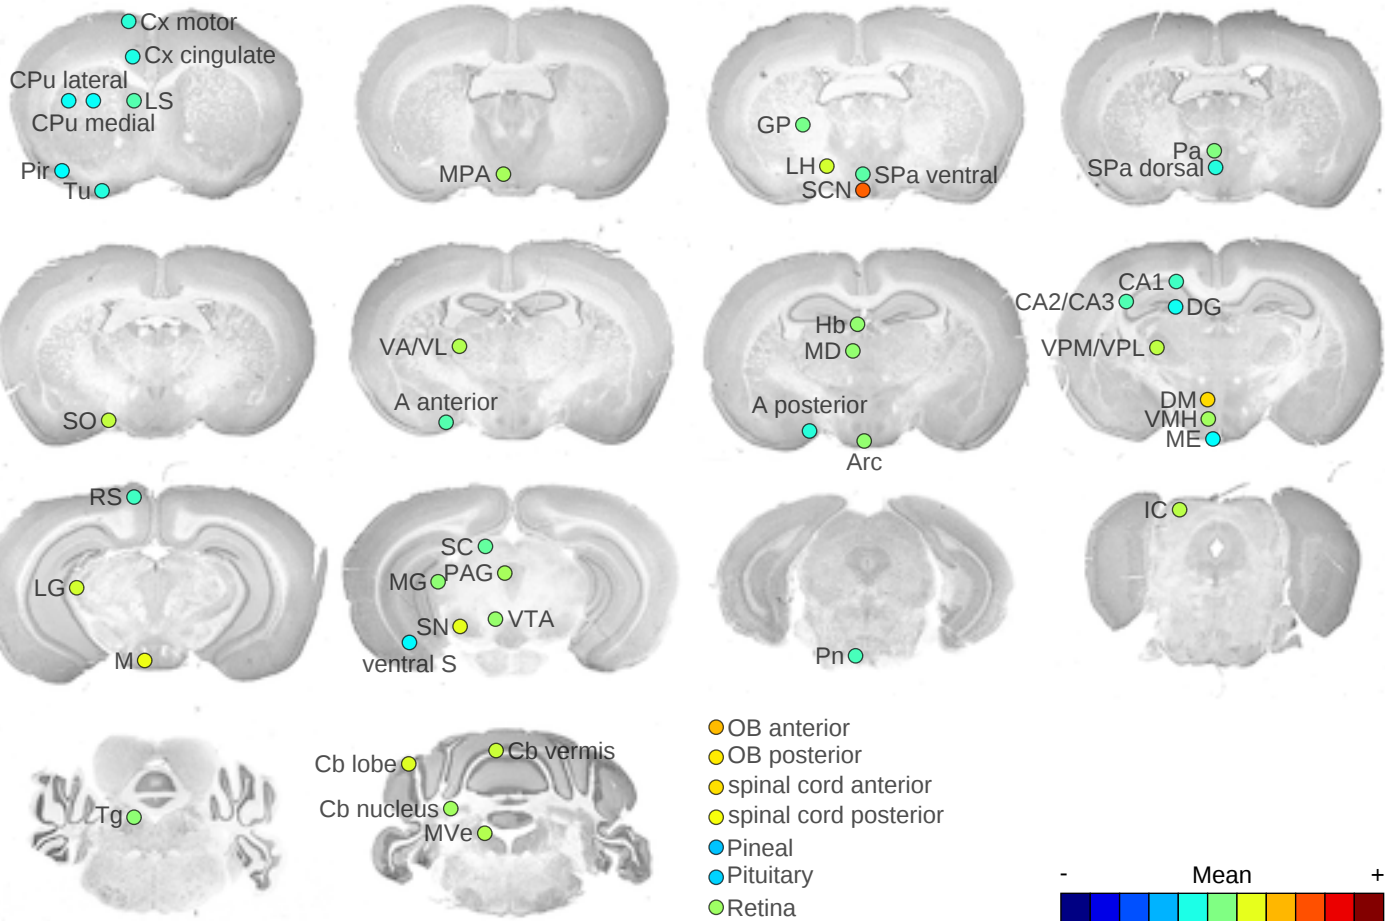 Cx motor
Cx cingulate
CPu lateral
LS
CPu medial
Pir
Tu
MPA
GP
LH
SPa ventral
SCN
Pa
SPa dorsal
SO
VA/VL
A anterior
Hb
MD
A posterior
Arc
CA1
CA2/CA3
DG
VPM/VPL
DM
VMH
ME
RS
LG
M
SC
PAG
MG
VTA
SN
ventral S
Pn
IC
Tg
Cb vermis
Cb lobe
Cb nucleus
MVe
OB anterior
OB posterior
spinal cord anterior
spinal cord posterior
Pineal
Pituitary
Retina
- Mean +